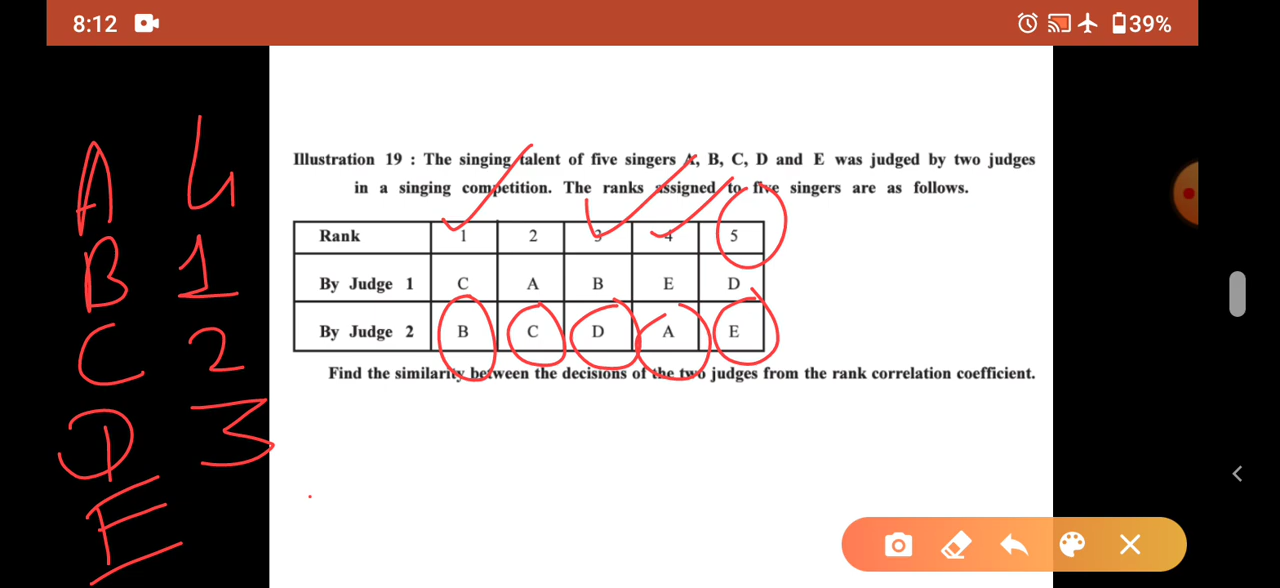 8:12 39%
Illustration 19 : The singing talent of five singers A, B, C, D and E was judged by two judges
in a singing competition. The ranks assigned to five singers are as follows.
Rank 1 2 3 4 5
By Judge 1 C A B E D
By Judge 2 B C D A E
Find the similarity between the decisions of the two judges from the rank correlation coefficient.
A 4
B 1
C 2
D 3
E